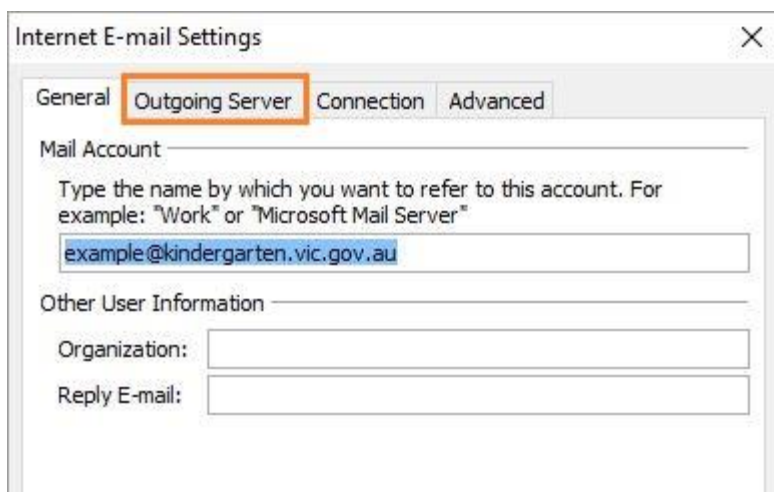 Internet E-mail Settings
General Outgoing Server Connection Advanced
Mail Account
Type the name by which you want to refer to this account. For
example: "Work" or "Microsoft Mail Server"
example@kindergarten.vic.gov.au
Other User Information
Organization:
Reply E-mail: